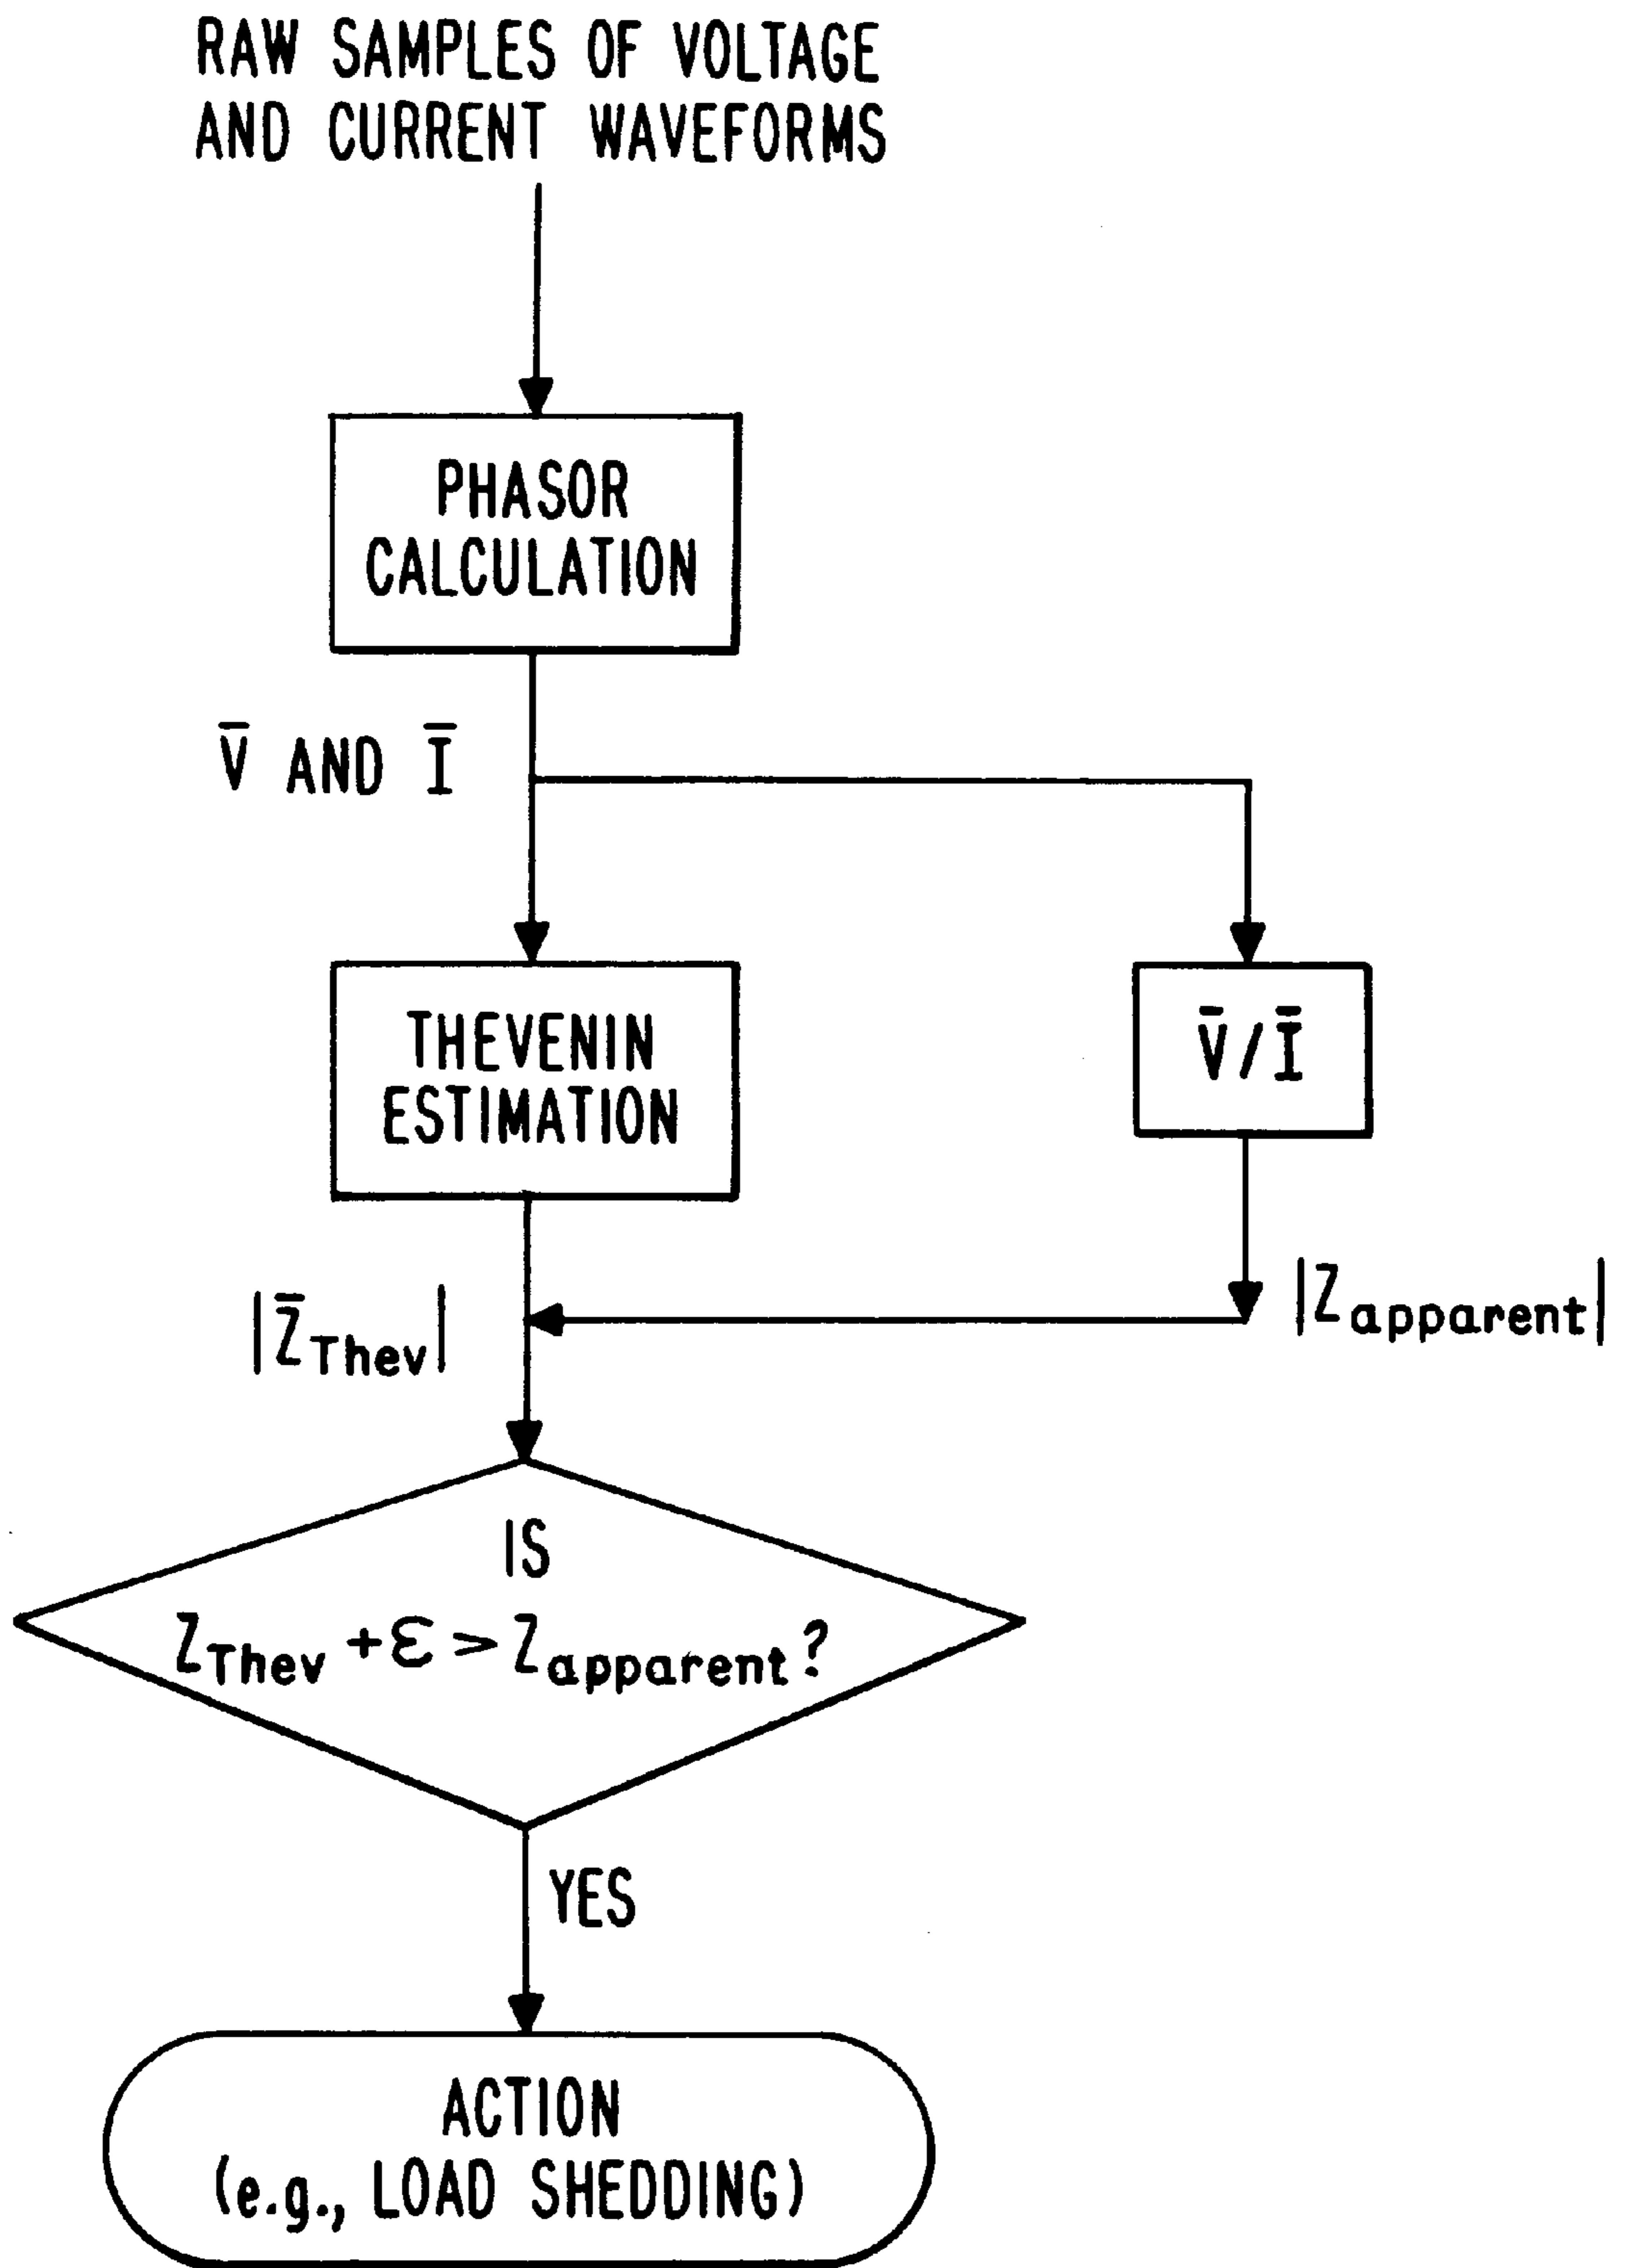 RAW SAMPLES OF VOLTAGE
AND CURRENT WAVEFORMS
PHASOR
CALCULATION
V̅ AND I̅
THEVENIN
ESTIMATION
V̅/I̅
|Z̅Thev|
|Zapparent|
IS
ZThev +ε > Zapparent?
YES
ACTION
(e.g., LOAD SHEDDING)